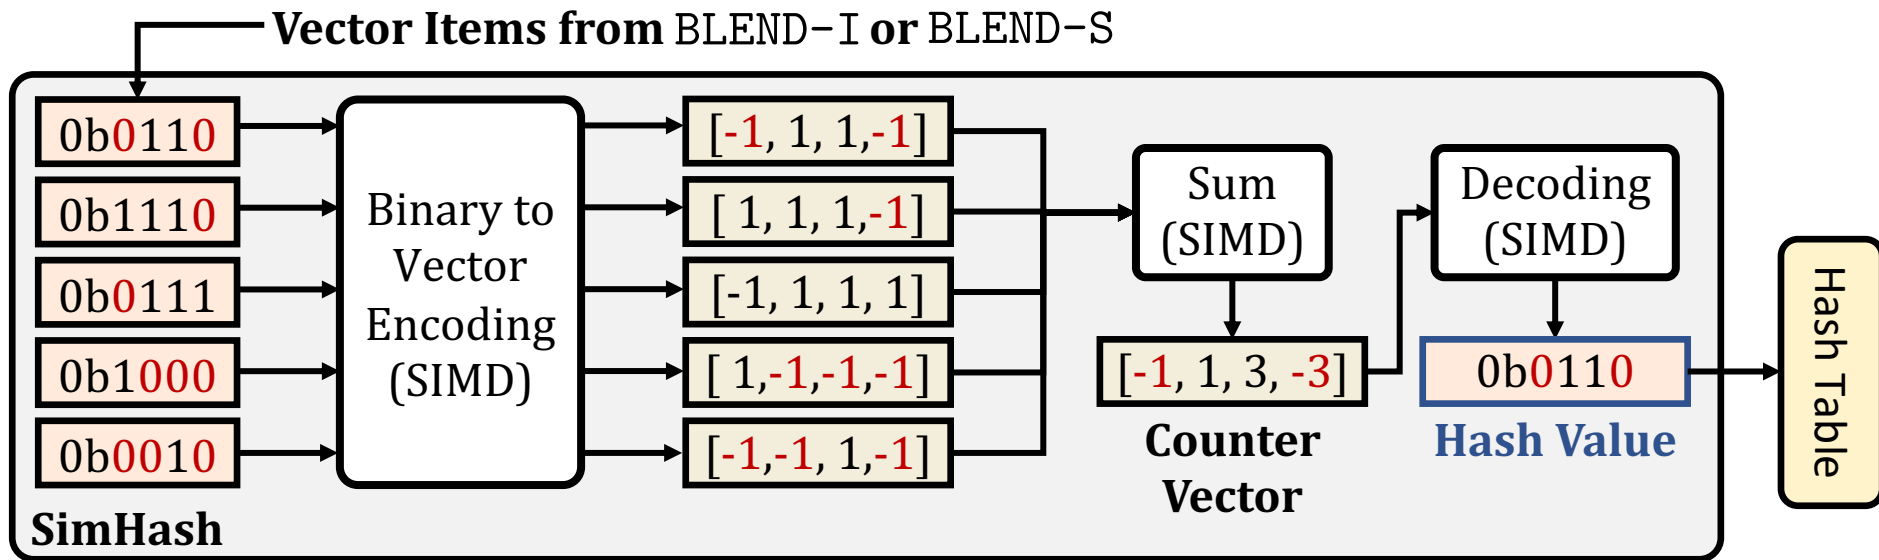 Vector Items from BLEND-I or BLEND-S
0b0110
0b1110
0b0111
0b1000
0b0010
SimHash
Binary to
Vector
Encoding
(SIMD)
[-1, 1, 1,-1]
[ 1, 1, 1,-1]
[-1, 1, 1, 1]
[ 1,-1,-1,-1]
[-1,-1, 1,-1]
Sum
(SIMD)
[-1, 1, 3, -3]
Counter
Vector
Decoding
(SIMD)
0b0110
Hash Value
Hash Table